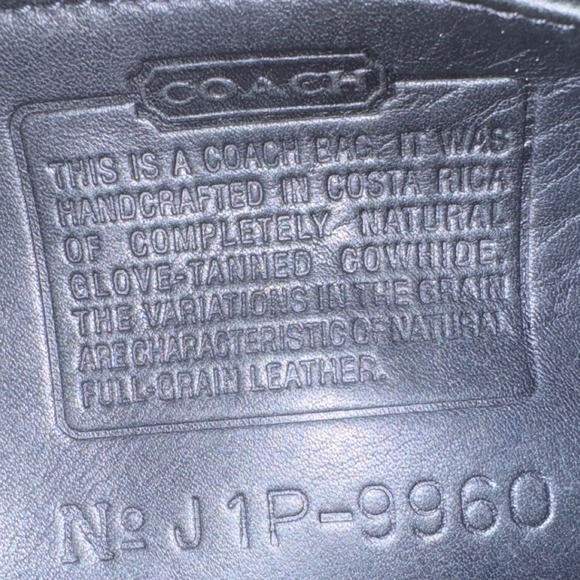 COACH
THIS IS A COACH BAG. IT WAS
HANDCRAFTED IN COSTA RICA
OF COMPLETELY NATURAL
GLOVE-TANNED COWHIDE.
THE VARIATIONS IN THE GRAIN
ARE CHARACTERISTIC OF NATURAL
FULL-GRAIN LEATHER.
No J1P-9960